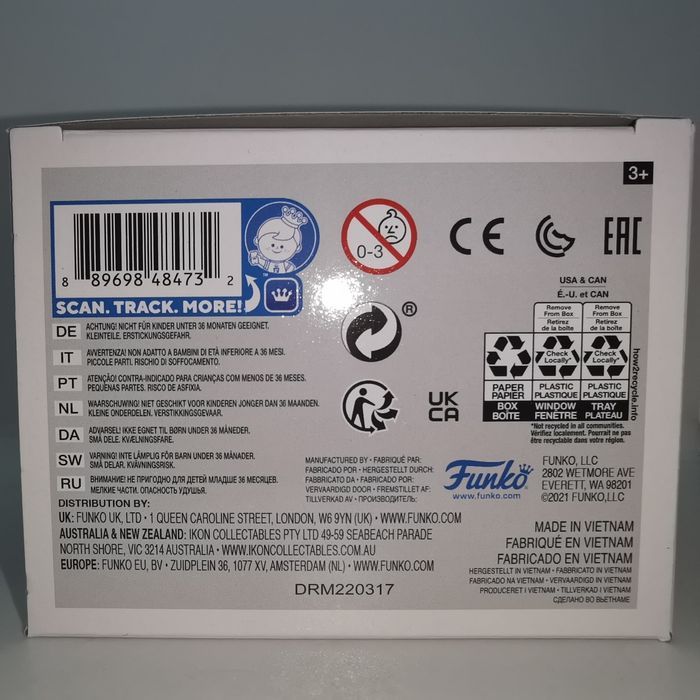 3+
8 89698 48473 2
SCAN. TRACK. MORE!
0-3
®
CE
EAC
UK
CA
DE ACHTUNG! NICHT FÜR KINDER UNTER 36 MONATEN GEEIGNET.
KLEINTEILE. ERSTICKUNGSGEFAHR.
IT AVVERTENZA! NON ADATTO A BAMBINI DI ETÀ INFERIORE A 36 MESI.
PICCOLE PARTI. RISCHIO DI SOFFOCAMENTO.
PT ATENÇÃO! CONTRA-INDICADO PARA CRIANÇAS COM MENOS DE 36 MESES.
PEQUENAS PARTES. RISCO DE ASFIXIA.
NL WAARSCHUWING! NIET GESCHIKT VOOR KINDEREN JONGER DAN 36 MAANDEN.
KLEINE ONDERDELEN. VERSTIKKINGSGEVAAR.
DA ADVARSEL! IKKE EGNET TIL BØRN UNDER 36 MÅNEDER.
SMÅ DELE. KVÆLNINGSFARE.
SW VARNING! INTE LÄMPLIG FÖR BARN UNDER 36 MÅNADER.
SMÅ DELAR. KVÄVNINGSRISK.
RU ВНИМАНИЕ! НЕ ПРИГОДНО ДЛЯ ДЕТЕЙ МЛАДШЕ 36 МЕСЯЦЕВ.
МЕЛКИЕ ЧАСТИ. ОПАСНОСТЬ УДУШЬЯ.
USA & CAN
É.-U. et CAN
Remove From Box
Retirez de la boîte
PAPER
PAPIER
BOX
BOÎTE
Check Locally*
PLASTIC
PLASTIQUE
WINDOW
FENÊTRE
Remove From Box
Retirez de la boîte
Check Locally*
PLASTIC
PLASTIQUE
TRAY
PLATEAU
how2recycle.info
*Not recycled in all communities.
Vérifiez localement. Pourrait ne pas
être recyclable dans votre région.
MANUFACTURED BY • FABRIQUÉ PAR:
FABRICADO POR • HERGESTELLT DURCH:
FABBRICATO DA • FABRICADO POR:
VERVAARDIGD DOOR • FREMSTILLET AF:
TILLVERKAD AV • ПРОИЗВОДИТЕЛЬ:
Funko
www.funko.com
FUNKO, LLC
2802 WETMORE AVE
EVERETT, WA 98201
©2021 FUNKO,LLC
DISTRIBUTION BY:
UK: FUNKO UK, LTD • 1 QUEEN CAROLINE STREET, LONDON, W6 9YN (UK) • WWW.FUNKO.COM
AUSTRALIA & NEW ZEALAND: IKON COLLECTABLES PTY LTD 49-59 SEABEACH PARADE
NORTH SHORE, VIC 3214 AUSTRALIA • WWW.IKONCOLLECTABLES.COM.AU
EUROPE: FUNKO EU, BV • ZUIDPLEIN 36, 1077 XV, AMSTERDAM (NL) • WWW.FUNKO.COM
MADE IN VIETNAM
FABRIQUÉ EN VIETNAM
FABRICADO EN VIETNAM
HERGESTELLT IN VIETNAM • FABBRICATO IN VIETNAM
FABRICADO NA VIETNAM • VERVAARDIGD IN VIETNAM
PRODUCERET I VIETNAM • TILLVERKAD I VIETNAM
СДЕЛАНО ВО ВЬЕТНАМЕ
DRM220317